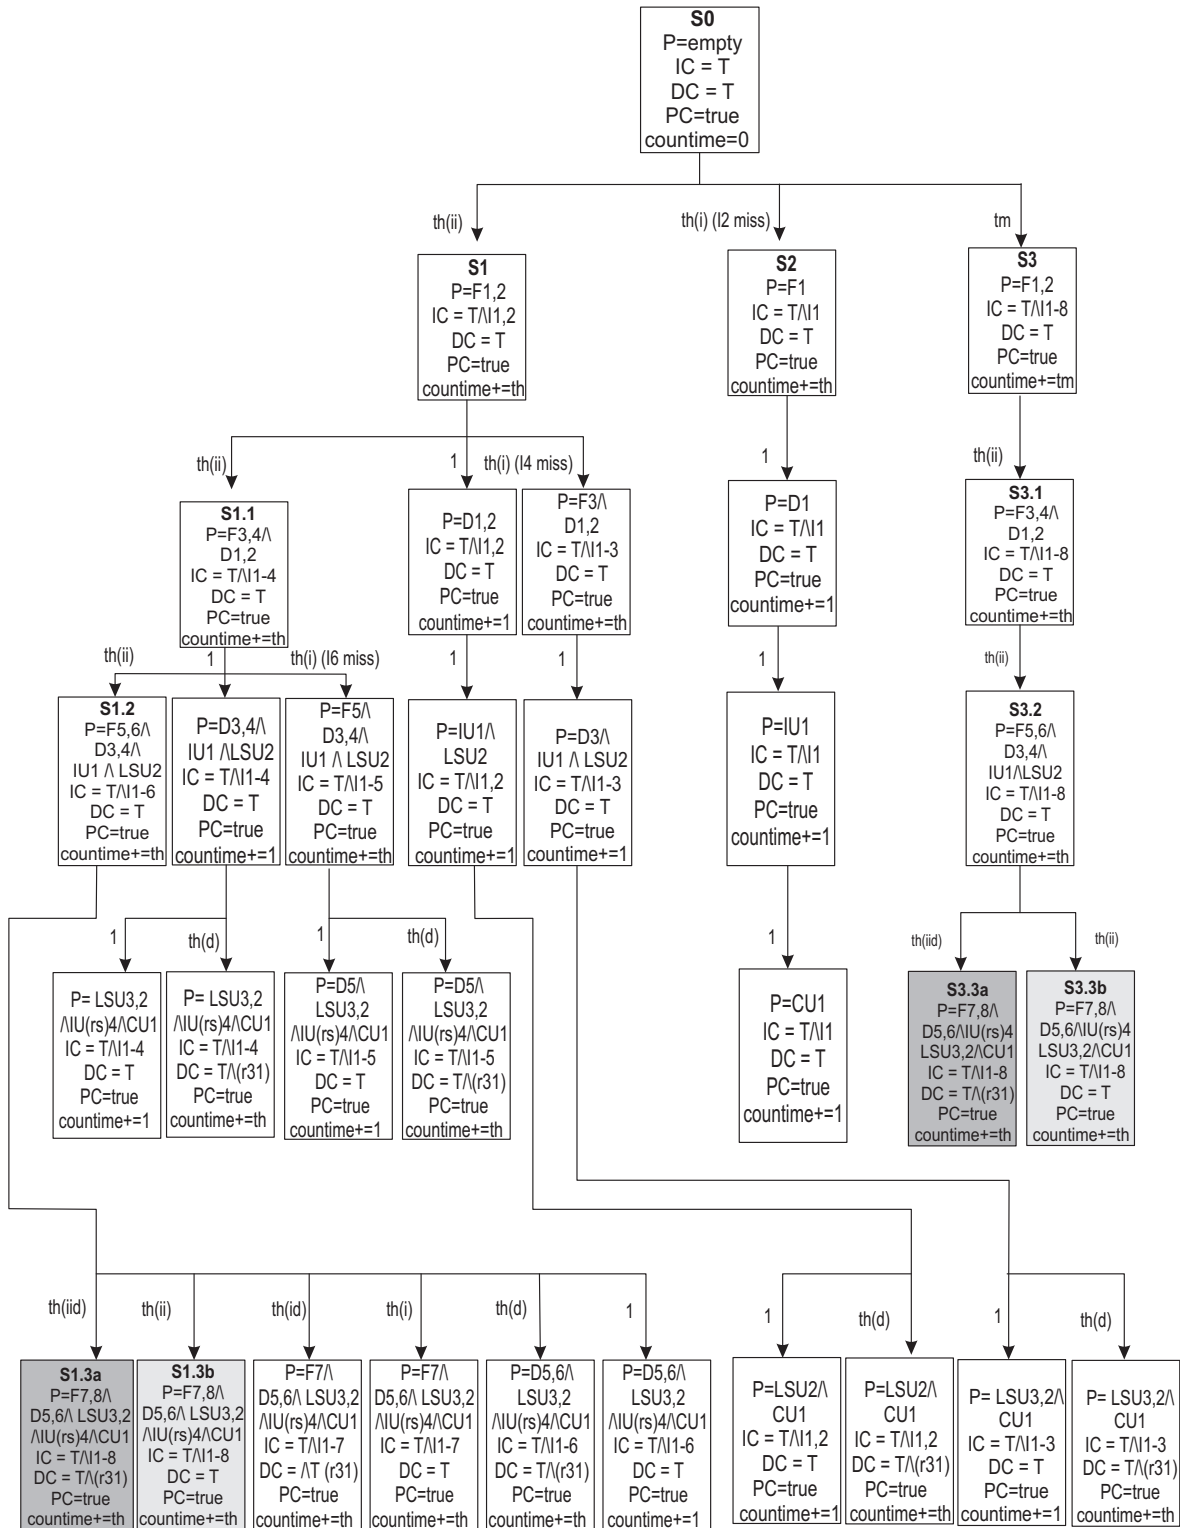 S0
P=empty
IC = T
DC = T
PC=true
countime=0
th(ii)
th(i) (I2 miss)
tm
S1
P=F1,2
IC = T/\I1,2
DC = T
PC=true
countime+=th
S2
P=F1
IC = T/\I1
DC = T
PC=true
countime+=th
S3
P=F1,2
IC = T/\I1-8
DC = T
PC=true
countime+=tm
th(ii)
1
th(i) (I4 miss)
1
th(ii)
S1.1
P=F3,4/\
D1,2
IC = T/\I1-4
DC = T
PC=true
countime+=th
P=D1,2
IC = T/\I1,2
DC = T
PC=true
countime+=1
P=F3/\
D1,2
IC = T/\I1-3
DC = T
PC=true
countime+=th
P=D1
IC = T/\I1
DC = T
PC=true
countime+=1
S3.1
P=F3,4/\
D1,2
IC = T/\I1-8
DC = T
PC=true
countime+=th
th(ii)
1
th(i) (I6 miss)
1
1
1
th(ii)
S1.2
P=F5,6/\
D3,4/\
IU1 /\ LSU2
IC = T/\I1-6
DC = T
PC=true
countime+=th
P=D3,4/\
IU1 /\LSU2
IC = T/\I1-4
DC = T
PC=true
countime+=1
P=F5/\
D3,4/\
IU1 /\ LSU2
IC = T/\I1-5
DC = T
PC=true
countime+=th
P=IU1/\
LSU2
IC = T/\I1,2
DC = T
PC=true
countime+=1
P=D3/\
IU1 /\ LSU2
IC = T/\I1-3
DC = T
PC=true
countime+=1
P=IU1
IC = T/\I1
DC = T
PC=true
countime+=1
S3.2
P=F5,6/\
D3,4/\
IU1/\LSU2
IC = T/\I1-8
DC = T
PC=true
countime+=th
1
th(d)
1
th(d)
1
th(iid)
th(ii)
P= LSU3,2
/\IU(rs)4/\CU1
IC = T/\I1-4
DC = T
PC=true
countime+=1
P= LSU3,2
/\IU(rs)4/\CU1
IC = T/\I1-4
DC = T/\(r31)
PC=true
countime+=th
P=D5/\
LSU3,2
/\IU(rs)4/\CU1
IC = T/\I1-5
DC = T
PC=true
countime+=1
P=D5/\
LSU3,2
/\IU(rs)4/\CU1
IC = T/\I1-5
DC = T/\(r31)
PC=true
countime+=th
P=CU1
IC = T/\I1
DC = T
PC=true
countime+=1
S3.3a
P=F7,8/\
D5,6/\IU(rs)4
LSU3,2/\CU1
IC = T/\I1-8
DC = T/\(r31)
PC=true
countime+=th
S3.3b
P=F7,8/\
D5,6/\IU(rs)4
LSU3,2/\CU1
IC = T/\I1-8
DC = T
PC=true
countime+=th
th(iid)
th(ii)
th(id)
th(i)
th(d)
1
1
th(d)
1
th(d)
S1.3a
P=F7,8/\
D5,6/\ LSU3,2
/\IU(rs)4/\CU1
IC = T/\I1-8
DC = T/\(r31)
PC=true
countime+=th
S1.3b
P=F7,8/\
D5,6/\ LSU3,2
/\IU(rs)4/\CU1
IC = T/\I1-8
DC = T
PC=true
countime+=th
P=F7/\
D5,6/\ LSU3,2
/\IU(rs)4/\CU1
IC = T/\I1-7
DC = /\T (r31)
PC=true
countime+=th
P=F7/\
D5,6/\ LSU3,2
/\IU(rs)4/\CU1
IC = T/\I1-7
DC = T
PC=true
countime+=th
P=D5,6/\
LSU3,2
/\IU(rs)4/\CU1
IC = T/\I1-6
DC = T/\(r31)
PC=true
countime+=th
P=D5,6/\
LSU3,2
/\IU(rs)4/\CU1
IC = T/\I1-6
DC = T
PC=true
countime+=1
P=LSU2/\
CU1
IC = T/\I1,2
DC = T
PC=true
countime+=1
P=LSU2/\
CU1
IC = T/\I1,2
DC = T/\(r31)
PC=true
countime+=th
P= LSU3,2/\
CU1
IC = T/\I1-3
DC = T
PC=true
countime+=1
P= LSU3,2/\
CU1
IC = T/\I1-3
DC = T/\(r31)
PC=true
countime+=th